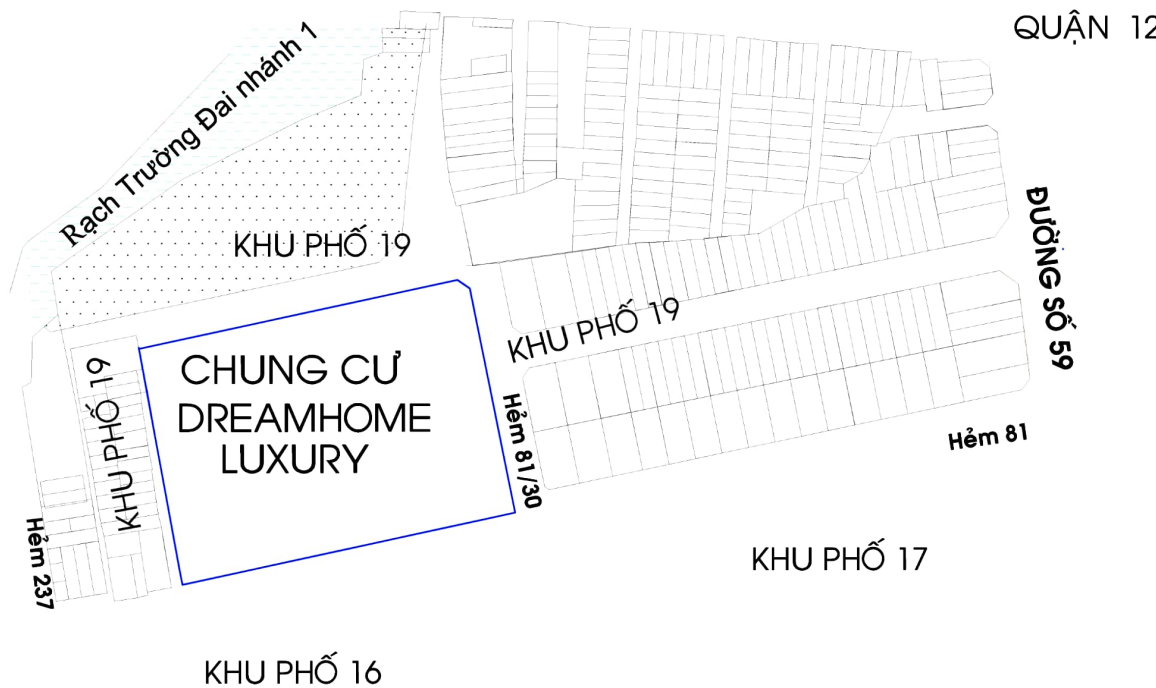 QUẬN 12
Rạch Trường Đai nhánh 1
KHU PHỐ 19
ĐƯỜNG SỐ 59
KHU PHỐ 19
KHU PHỐ 19
CHUNG CƯ
DREAMHOME
LUXURY
Hẻm 81/30
Hẻm 81
Hẻm 237
KHU PHỐ 17
KHU PHỐ 16